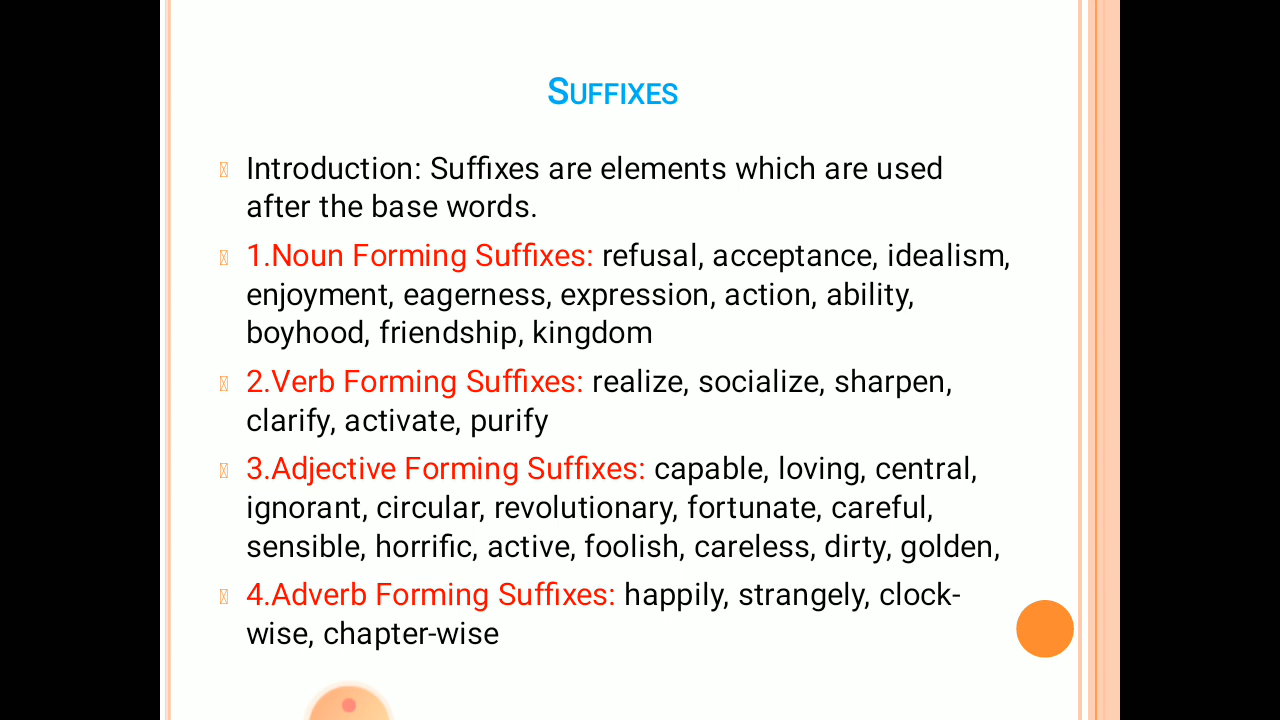 SUFFIXES
Introduction: Suffixes are elements which are used
after the base words.
1.Noun Forming Suffixes: refusal, acceptance, idealism,
enjoyment, eagerness, expression, action, ability,
boyhood, friendship, kingdom
2.Verb Forming Suffixes: realize, socialize, sharpen,
clarify, activate, purify
3.Adjective Forming Suffixes: capable, loving, central,
ignorant, circular, revolutionary, fortunate, careful,
sensible, horrific, active, foolish, careless, dirty, golden,
4.Adverb Forming Suffixes: happily, strangely, clock-
wise, chapter-wise